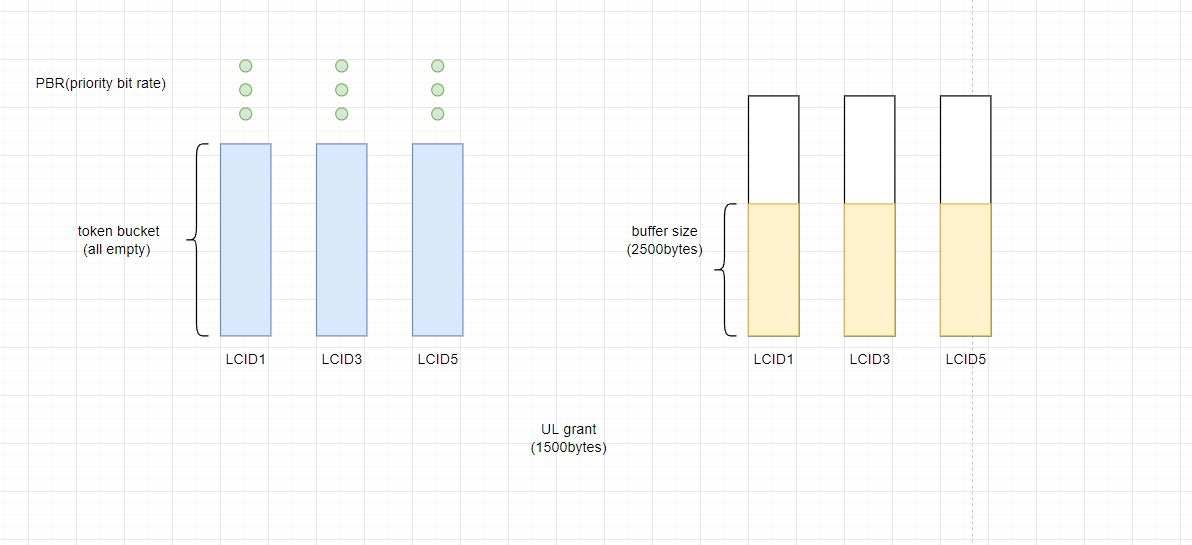 PBR(priority bit rate)
token bucket
(all empty)
LCID1
LCID3
LCID5
buffer size
(2500bytes)
LCID1
LCID3
LCID5
UL grant
(1500bytes)